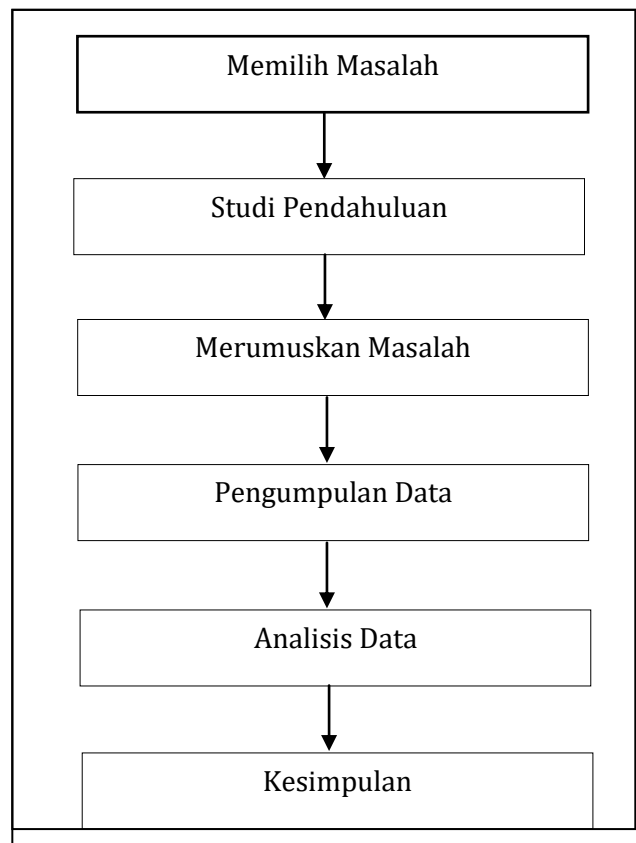 Memilih Masalah
Studi Pendahuluan
Merumuskan Masalah
Pengumpulan Data
Analisis Data
Kesimpulan